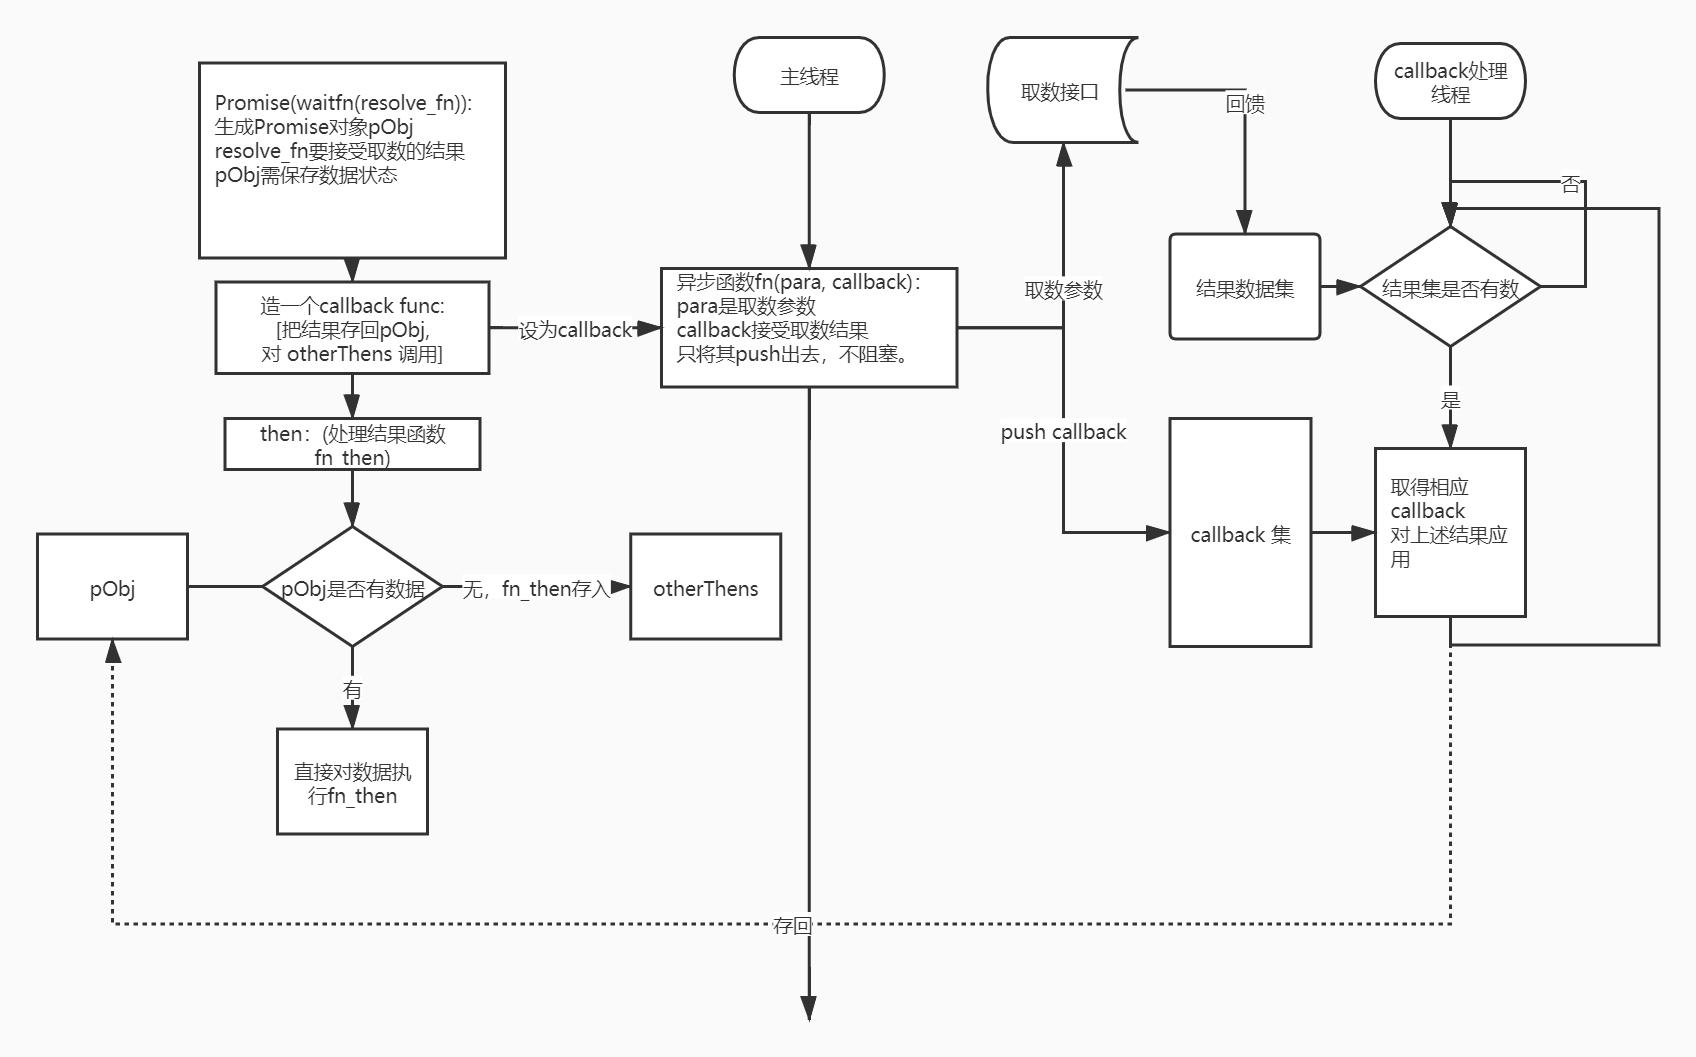 Promise(waitfn(resolve_fn)):
生成Promise对象pObj
resolve_fn要接受取数的结果
pObj需保存数据状态
造一个callback func:
[把结果存回pObj,
对 otherThens 调用]
设为callback
then：(处理结果函数
fn_then)
pObj
pObj是否有数据
无，fn_then存入
otherThens
有
直接对数据执
行fn_then
主线程
异步函数fn(para, callback)：
para是取数参数
callback接受取数结果
只将其push出去，不阻塞。
取数接口
回馈
取数参数
push callback
结果数据集
callback 集
callback处理
线程
否
结果集是否有数
是
取得相应
callback
对上述结果应
用
存回